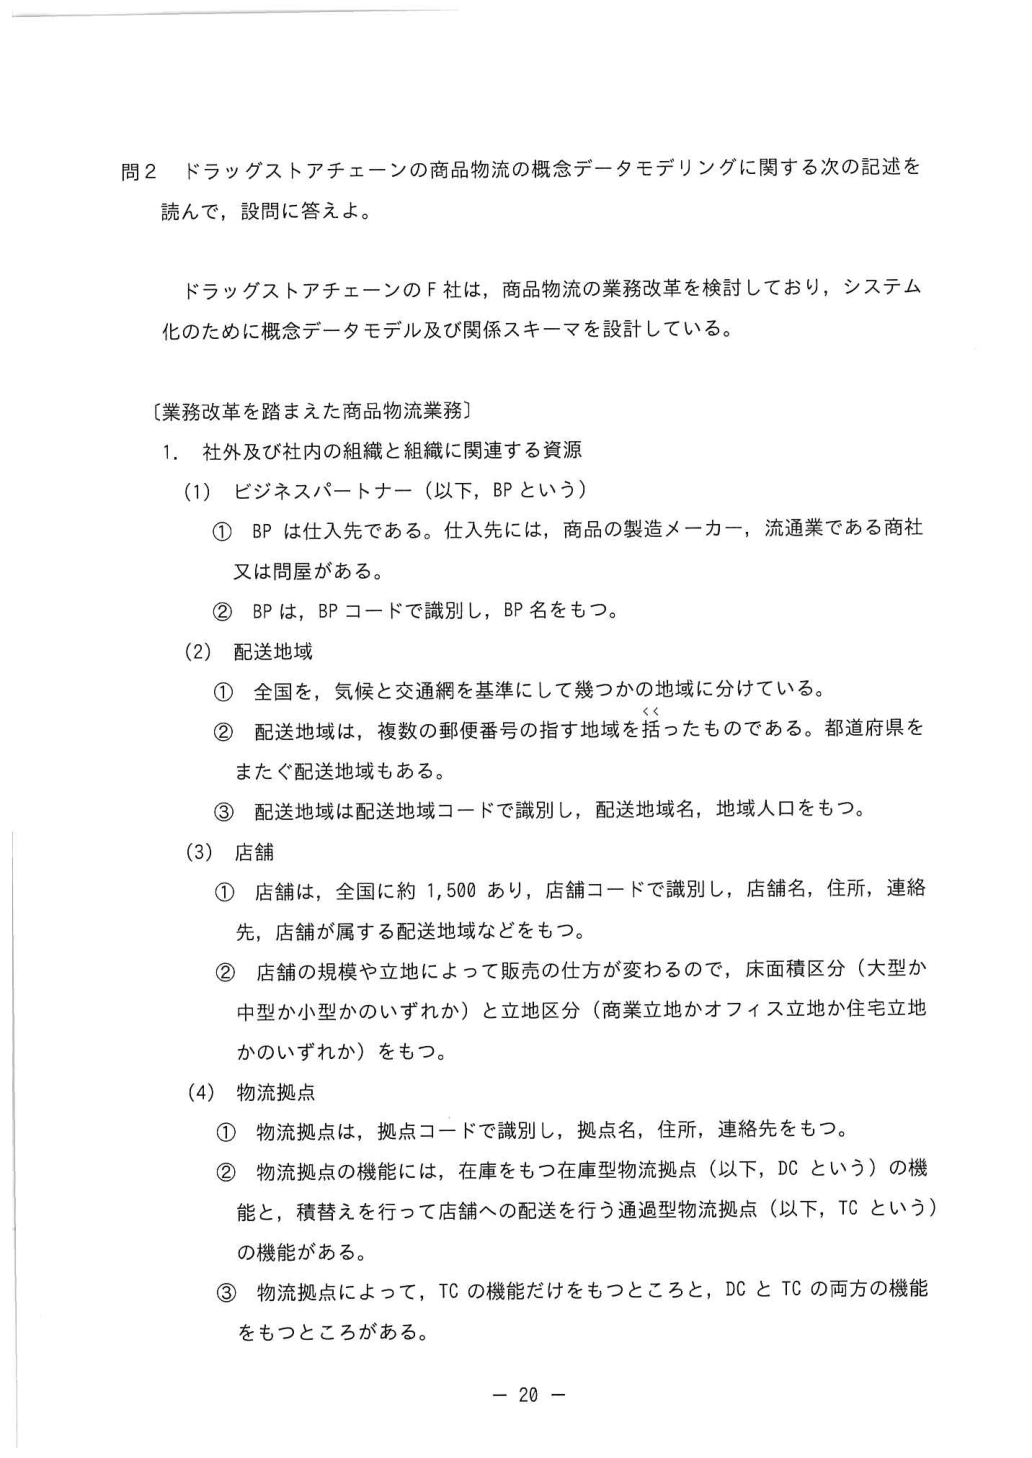 問2 ドラッグストアチェーンの商品物流の概念データモデリングに関する次の記述を
読んで，設問に答えよ。
ドラッグストアチェーンのF社は，商品物流の業務改革を検討しており，システム
化のために概念データモデル及び関係スキーマを設計している。
〔業務改革を踏まえた商品物流業務〕
1. 社外及び社内の組織と組織に関連する資源
(1) ビジネスパートナー（以下，BPという）
① BPは仕入先である。仕入先には，商品の製造メーカー，流通業である商社
又は問屋がある。
② BPは，BPコードで識別し，BP名をもつ。
(2) 配送地域
① 全国を，気候と交通網を基準にして幾つかの地域に分けている。
くく
② 配送地域は，複数の郵便番号の指す地域を括ったものである。都道府県を
またぐ配送地域もある。
③ 配送地域は配送地域コードで識別し，配送地域名，地域人口をもつ。
(3) 店舗
① 店舗は，全国に約1,500あり，店舗コードで識別し，店舗名，住所，連絡
先，店舗が属する配送地域などをもつ。
② 店舗の規模や立地によって販売の仕方が変わるので，床面積区分（大型か
中型か小型かのいずれか）と立地区分（商業立地かオフィス立地か住宅立地
かのいずれか）をもつ。
(4) 物流拠点
① 物流拠点は，拠点コードで識別し，拠点名，住所，連絡先をもつ。
② 物流拠点の機能には，在庫をもつ在庫型物流拠点（以下，DCという）の機
能と，積替えを行って店舗への配送を行う通過型物流拠点（以下，TCという）
の機能がある。
③ 物流拠点によって，TCの機能だけをもつところと，DCとTCの両方の機能
をもつところがある。
－ 20 －